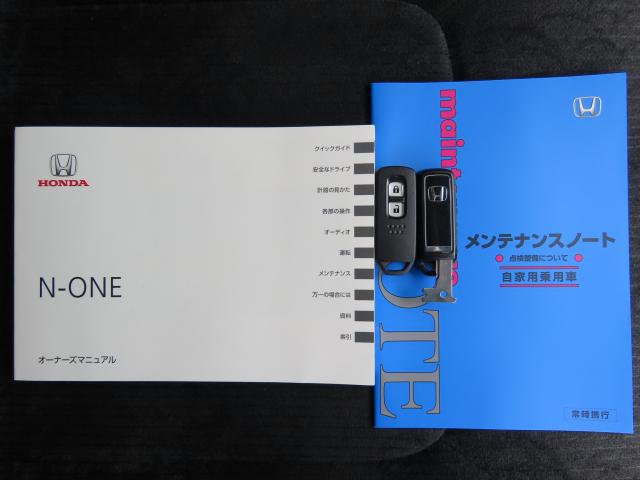 HONDA
N-ONE
オーナーズマニュアル
クイックガイド
安全なドライブ
計器の見かた
各部の操作
オーディオ
運転
メンテナンス
万一の場合には
資料
索引
メンテナンスノート
点検整備について
自家用乗用車
常時携行